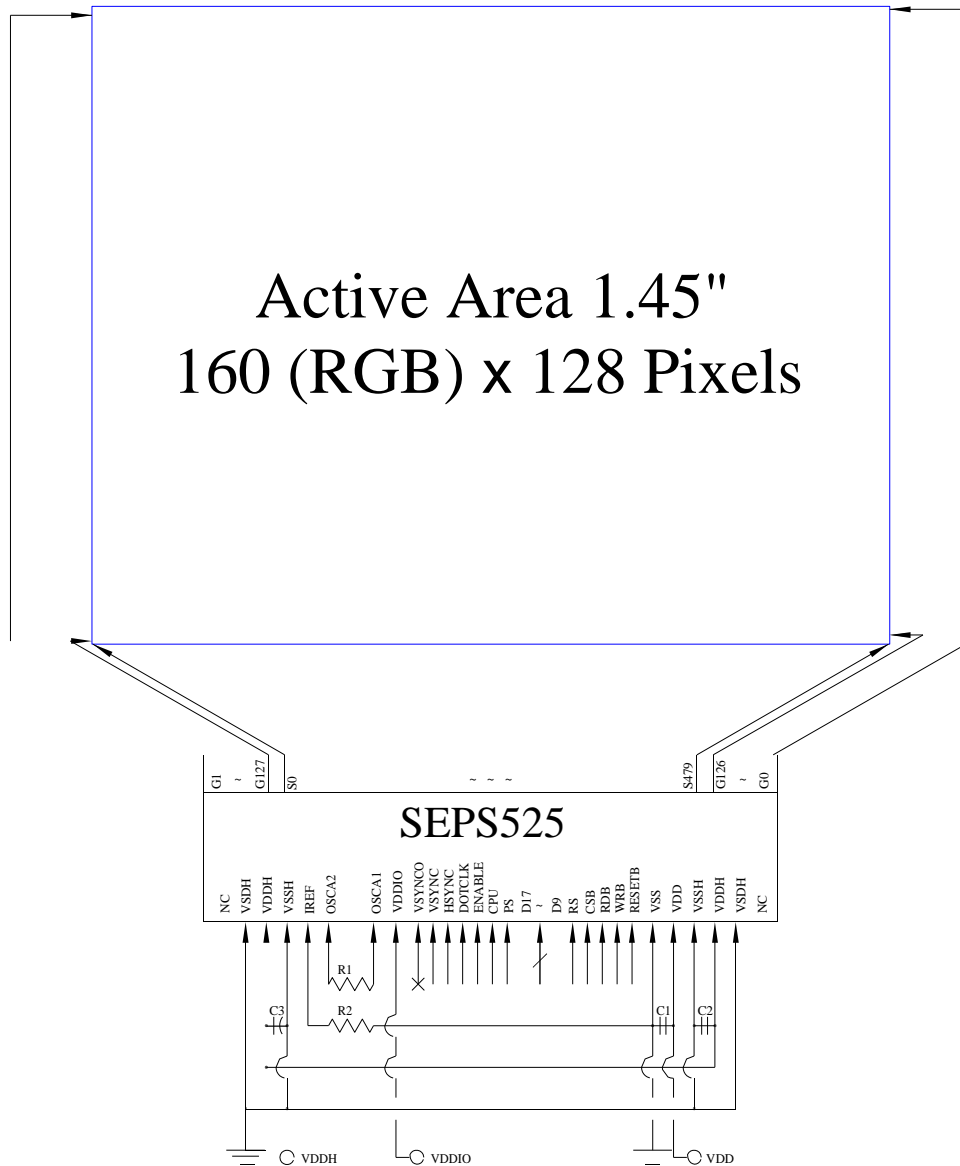 Active Area 1.45"
160 (RGB) x 128 Pixels
G1
~
G127
S0
~
~
~
S479
G126
~
G0
SEPS525
NC
VSDH
VDDH
VSSH
IREF
OSCA2
OSCA1
VDDIO
VSYNCO
VSYNC
HSYNC
DOTCLK
ENABLE
CPU
PS
D17
~
D9
RS
CSB
RDB
WRB
RESETB
VSS
VDD
VSSH
VDDH
VSDH
NC
R1
C3
R2
C1
C2
VDDH
VDDIO
VDD